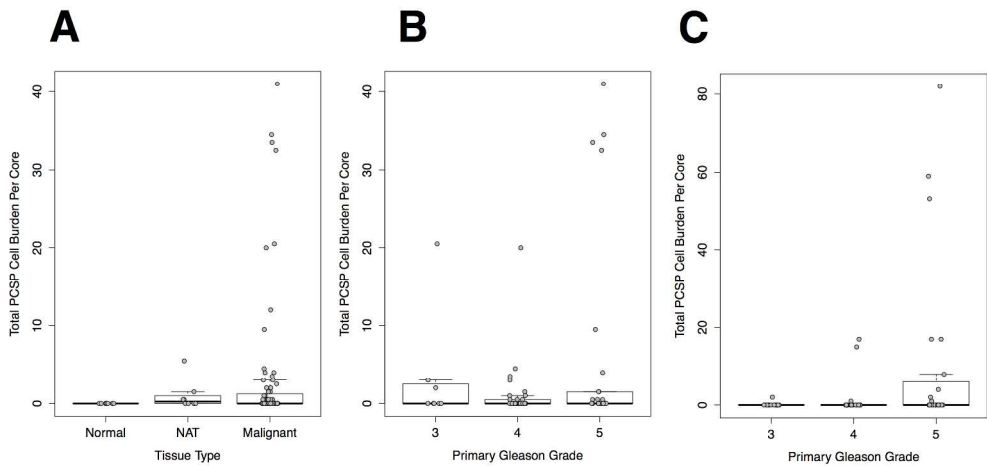 A
Total PCSP Cell Burden Per Core
40
30
20
10
0
Normal NAT Malignant
Tissue Type
B
Total PCSP Cell Burden Per Core
40
30
20
10
0
3 4 5
Primary Gleason Grade
C
Total PCSP Cell Burden Per Core
80
60
40
20
0
3 4 5
Primary Gleason Grade